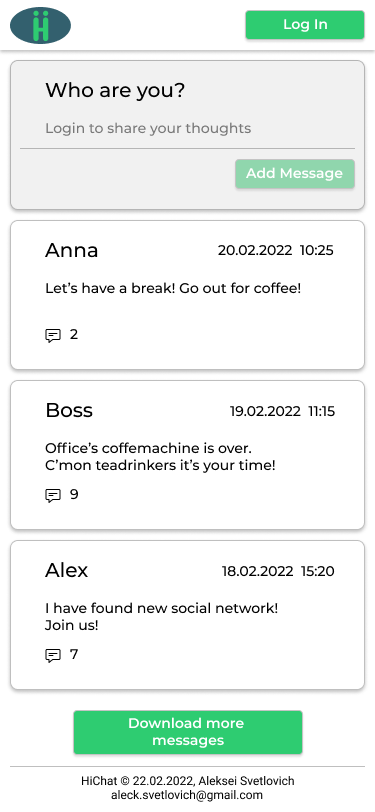 Log In
Who are you?
Login to share your thoughts
Add Message
Anna
20.02.2022 10:25
Let's have a break! Go out for coffee!
2
Boss
19.02.2022 11:15
Office's coffemachine is over.
C'mon teadrinkers it's your time!
9
Alex
18.02.2022 15:20
I have found new social network!
Join us!
7
Download more
messages
HiChat © 22.02.2022, Aleksei Svetlovich
aleck.svetlovich@gmail.com